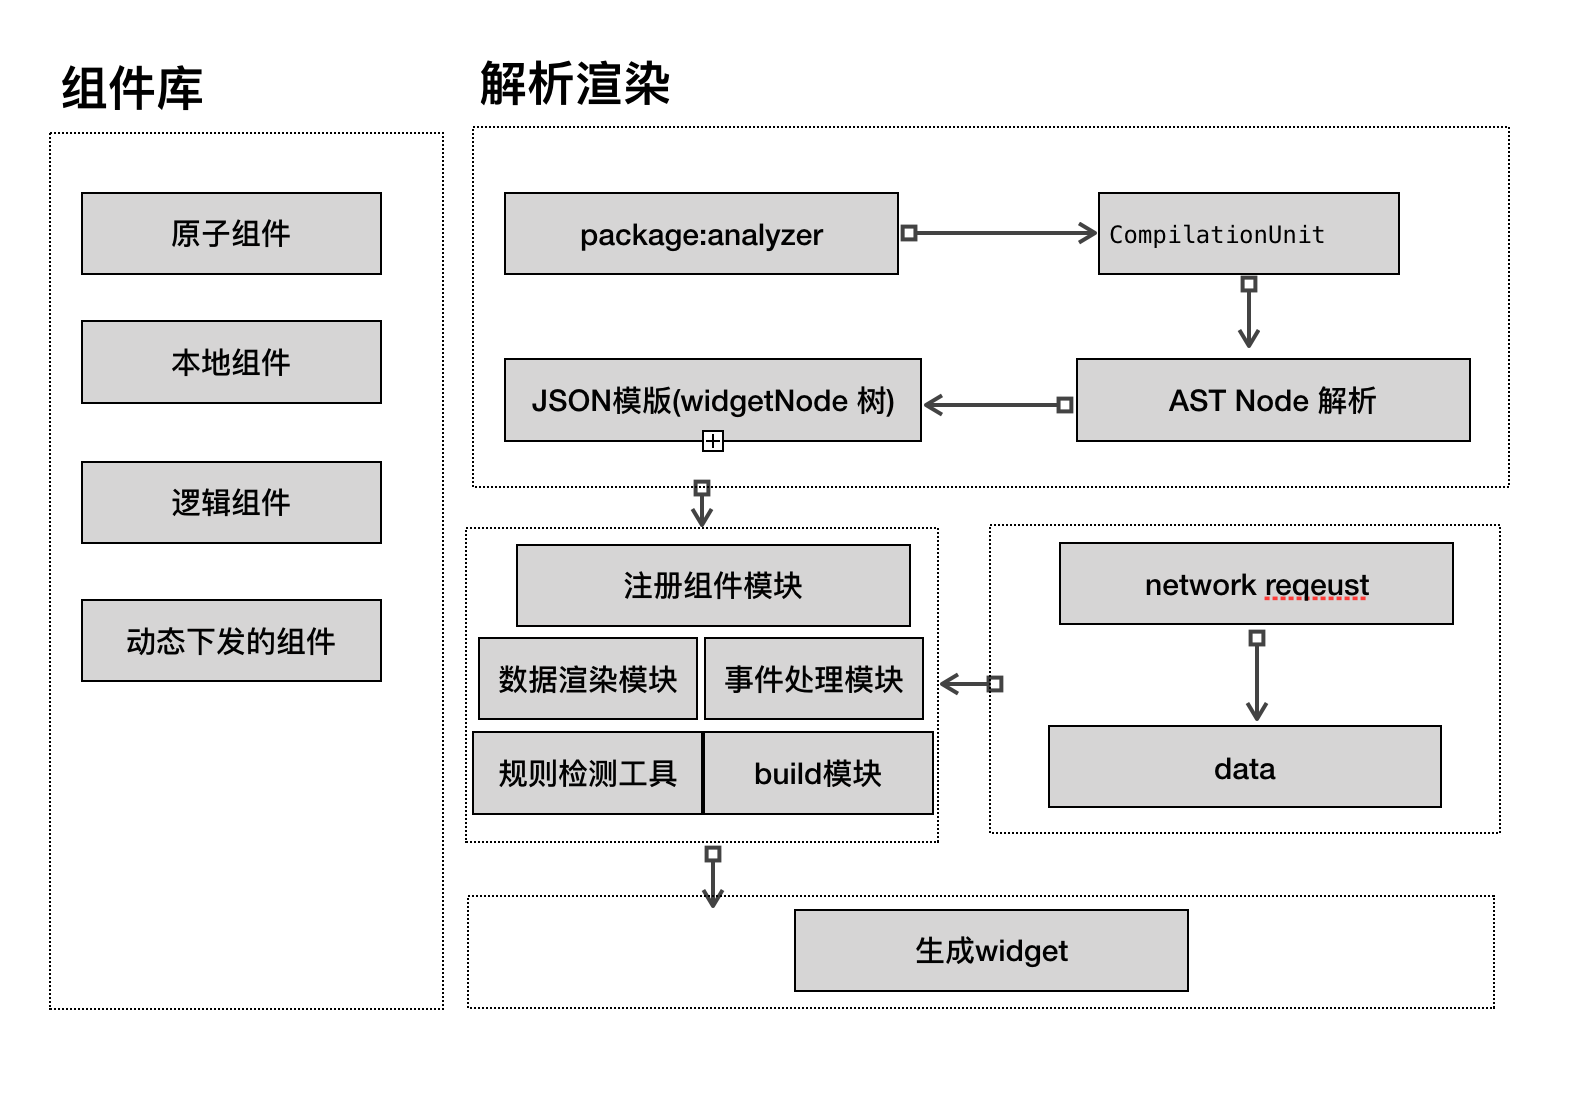 组件库
原子组件
本地组件
逻辑组件
动态下发的组件
解析渲染
package:analyzer
CompilationUnit
JSON模版(widgetNode 树)
AST Node 解析
注册组件模块
数据渲染模块
事件处理模块
规则检测工具
build模块
network reqeust
data
生成widget